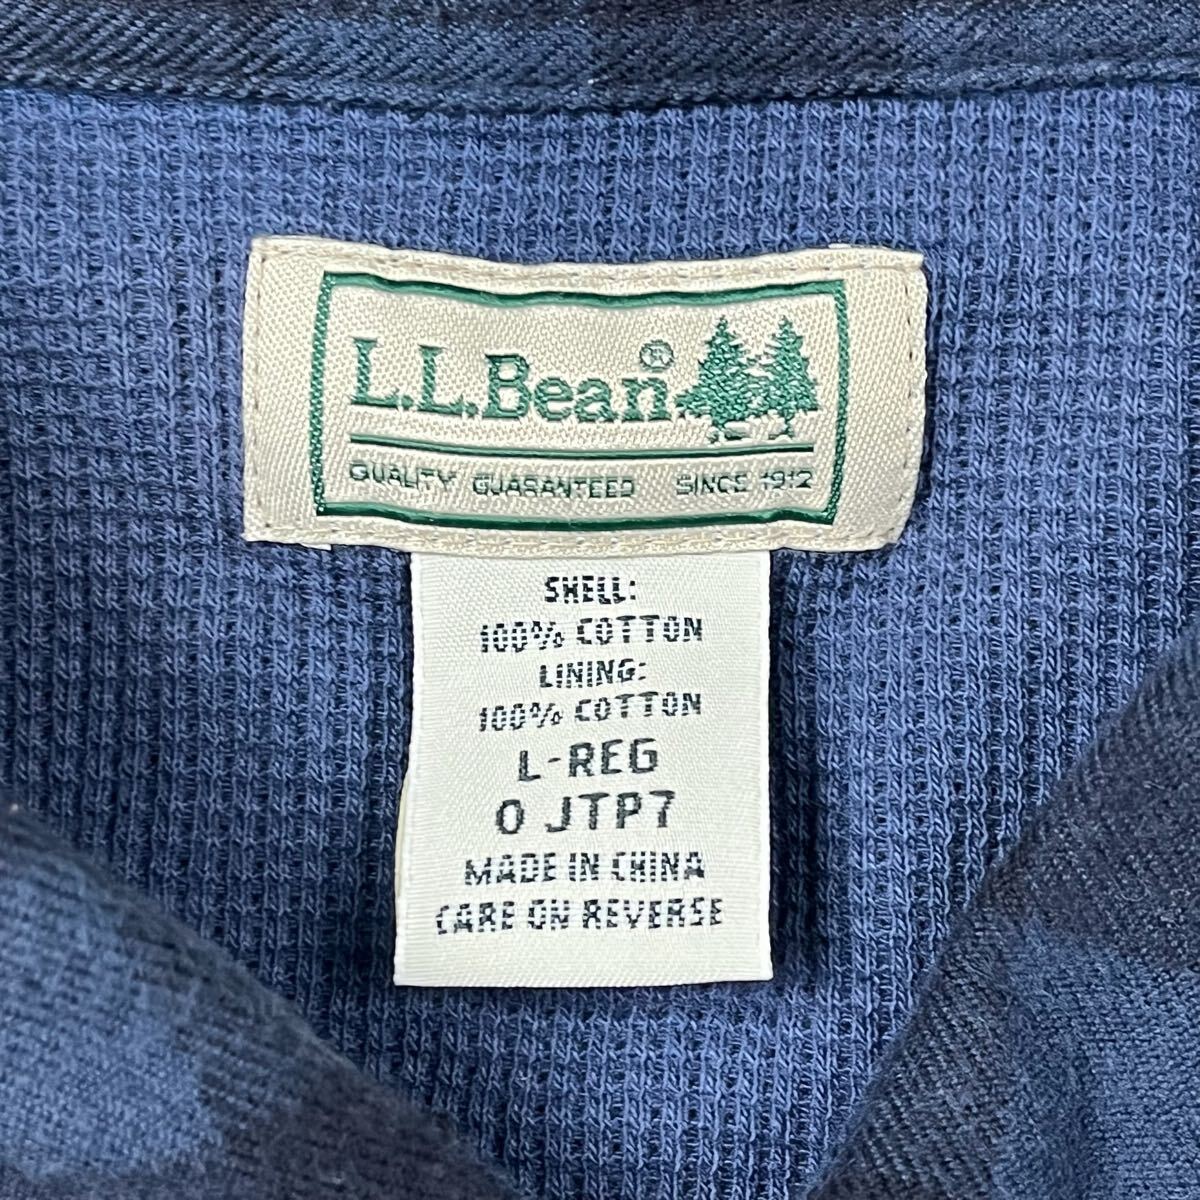 L.L.Bean®
QUALITY GUARANTEED SINCE 1912
SHELL:
100% COTTON
LINING:
100% COTTON
L-REG
0 JTP7
MADE IN CHINA
CARE ON REVERSE